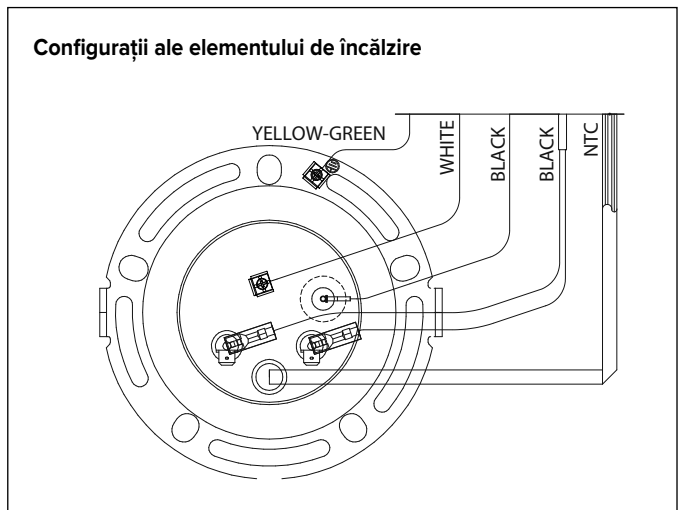 Configurații ale elementului de încălzire
YELLOW-GREEN
WHITE
BLACK
BLACK
NTC